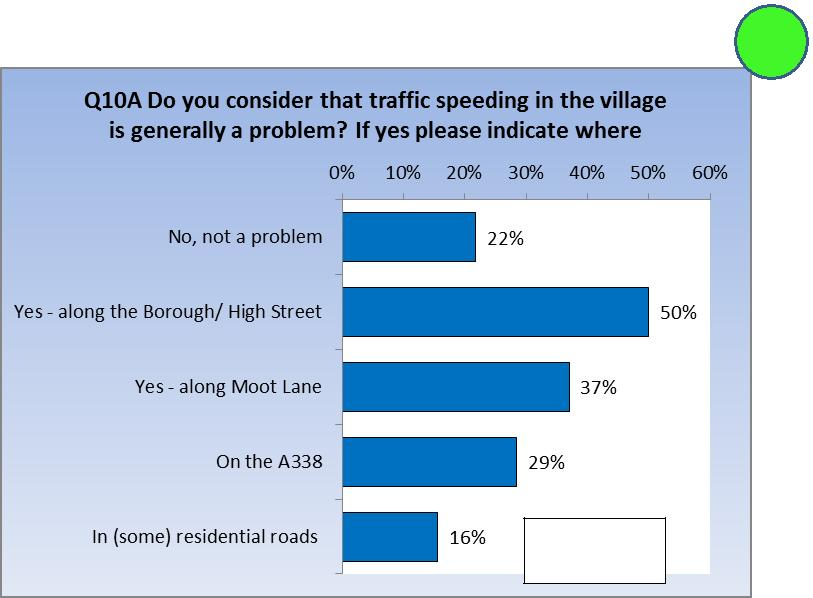 Q10A Do you consider that traffic speeding in the village
is generally a problem? If yes please indicate where
0% 10% 20% 30% 40% 50% 60%
No, not a problem 22%
Yes - along the Borough/ High Street 50%
Yes - along Moot Lane 37%
On the A338 29%
In (some) residential roads 16%